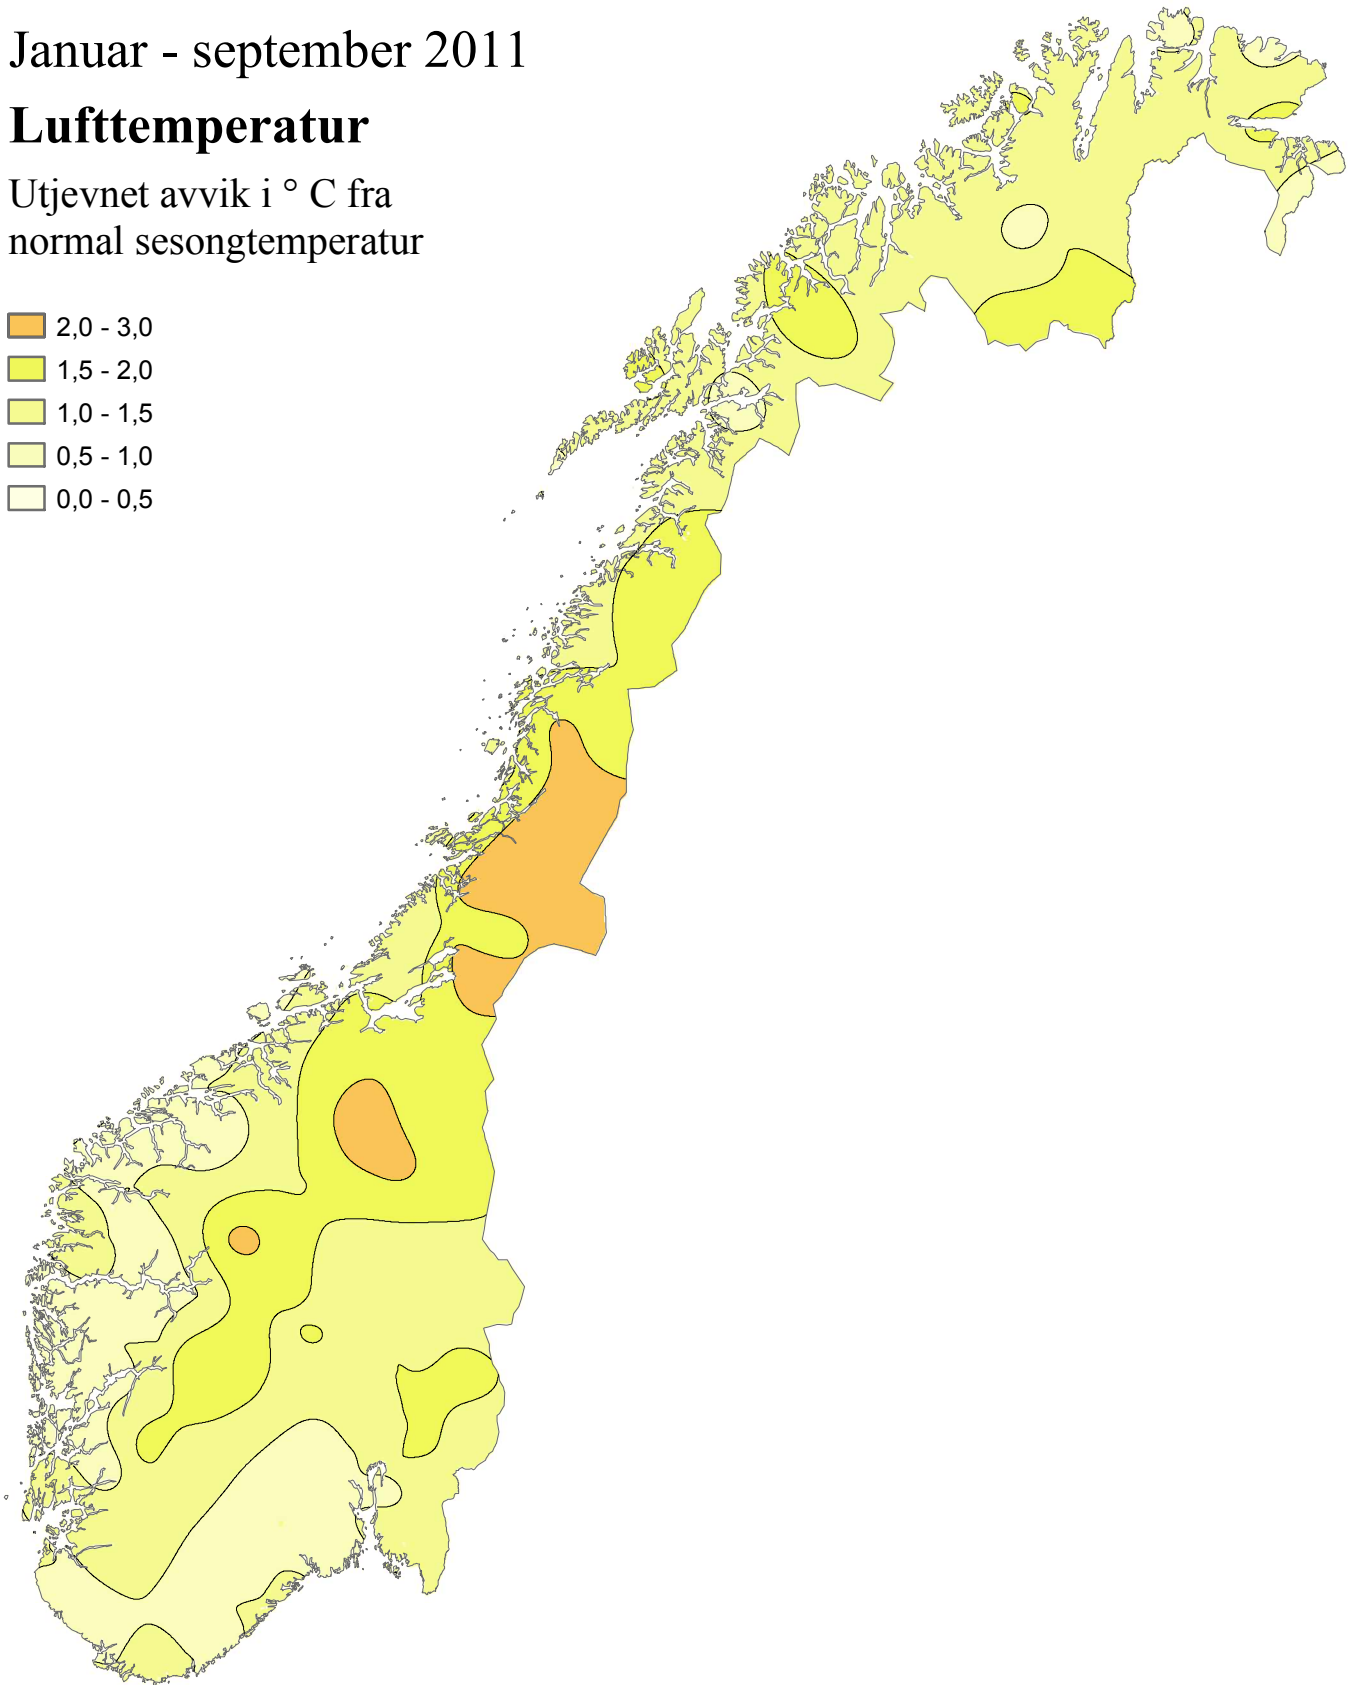 Januar - september 2011
Lufttemperatur
Utjevnet avvik i ° C fra
normal sesongtemperatur
2,0 - 3,0
1,5 - 2,0
1,0 - 1,5
0,5 - 1,0
0,0 - 0,5